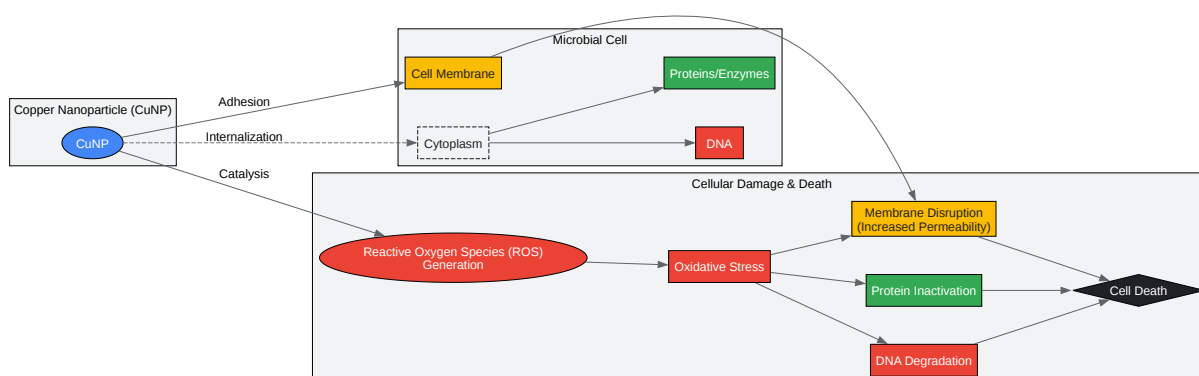 Microbial Cell
Cell Membrane
Proteins/Enzymes
Copper Nanoparticle (CuNP)
Adhesion
CuNP
Internalization
Cytoplasm
DNA
Catalysis
Cellular Damage & Death
Membrane Disruption
(Increased Permeability)
Reactive Oxygen Species (ROS)
Generation
Oxidative Stress
Protein Inactivation
Cell Death
DNA Degradation